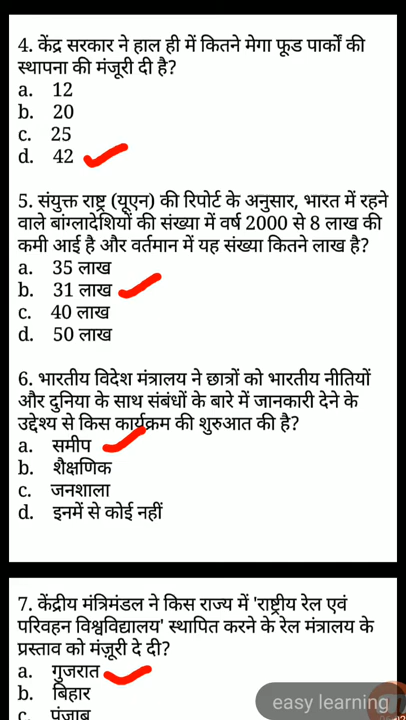 4. केंद्र सरकार ने हाल ही में कितने मेगा फूड पार्कों की
स्थापना की मंजूरी दी है?
a. 12
b. 20
c. 25
d. 42
5. संयुक्त राष्ट्र (यूएन) की रिपोर्ट के अनुसार, भारत में रहने
वाले बांग्लादेशियों की संख्या में वर्ष 2000 से 8 लाख की
कमी आई है और वर्तमान में यह संख्या कितने लाख है?
a. 35 लाख
b. 31 लाख
c. 40 लाख
d. 50 लाख
6. भारतीय विदेश मंत्रालय ने छात्रों को भारतीय नीतियों
और दुनिया के साथ संबंधों के बारे में जानकारी देने के
उद्देश्य से किस कार्यक्रम की शुरुआत की है?
a. समीप
b. शैक्षणिक
c. जनशाला
d. इनमें से कोई नहीं
7. केंद्रीय मंत्रिमंडल ने किस राज्य में 'राष्ट्रीय रेल एवं
परिवहन विश्वविद्यालय' स्थापित करने के रेल मंत्रालय के
प्रस्ताव को मंज़ूरी दे दी?
a. गुजरात
b. बिहार
c. पंजाब
easy learning